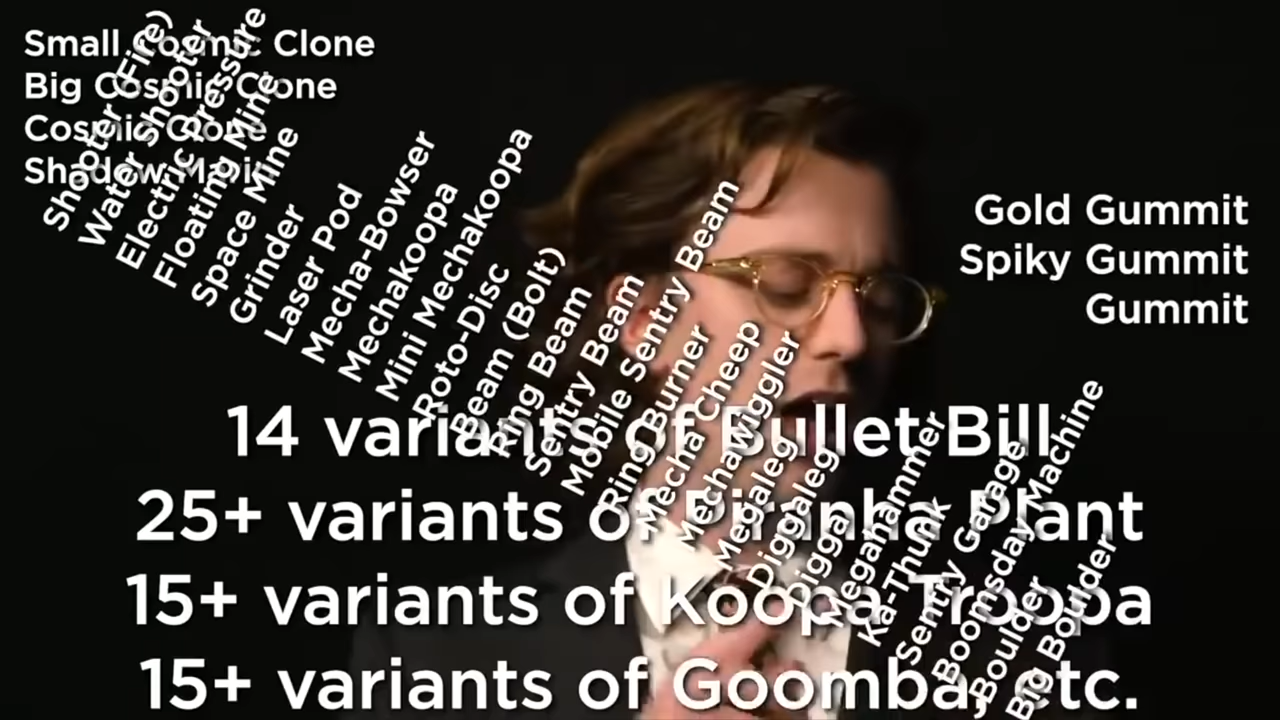 Small Cosmic Clone
Big Cosmic Clone
Cosmic Clone
Shadow Mario
Shooter (Fire)
Water Shooter
Electric Pressure
Floating Mine
Space Mine
Grinder
Laser Pod
Mecha-Bowser
Mechakoopa
Mini Mechakoopa
Roto-Disc
Beam (Bolt)
Ring Beam
Sentry Beam
Mobile Sentry Beam
Ring Burner
Mecha Cheep
Mechawiggler
Megaleg
Diggaleg
Digga
Megahammer
Ka-Thunk
Sentry Garage
Boomsday Machine
Boulder
Big Boulder
Gold Gummit
Spiky Gummit
Gummit
14 variants of Bullet Bill
25+ variants of Piranha Plant
15+ variants of Koopa Troopa
15+ variants of Goomba, etc.